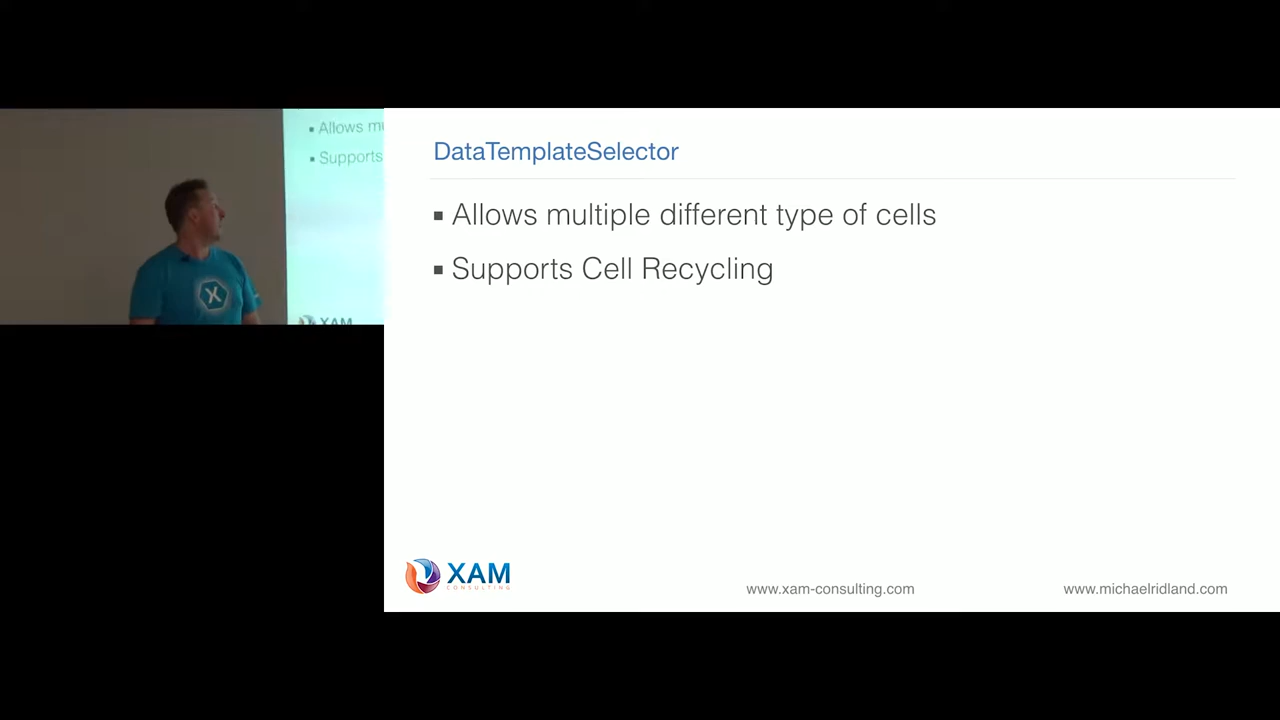 ▪ Allows mu
▪ Supports
XAM
X
DataTemplateSelector
▪ Allows multiple different type of cells
▪ Supports Cell Recycling
XAM
CONSULTING
www.xam-consulting.com
www.michaelridland.com